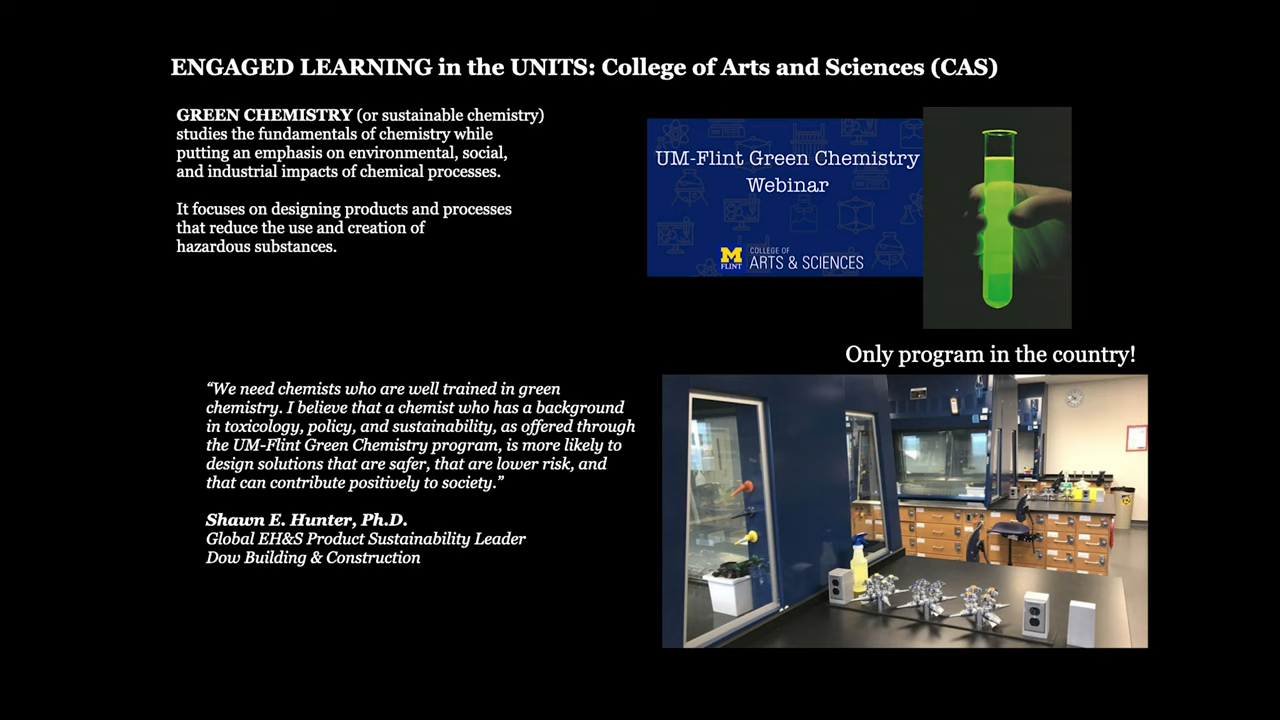 ENGAGED LEARNING in the UNITS: College of Arts and Sciences (CAS)
GREEN CHEMISTRY (or sustainable chemistry)
studies the fundamentals of chemistry while
putting an emphasis on environmental, social,
and industrial impacts of chemical processes.
It focuses on designing products and processes
that reduce the use and creation of
hazardous substances.
UM-Flint Green Chemistry
Webinar
M
FLINT
COLLEGE OF
ARTS & SCIENCES
Only program in the country!
“We need chemists who are well trained in green
chemistry. I believe that a chemist who has a background
in toxicology, policy, and sustainability, as offered through
the UM-Flint Green Chemistry program, is more likely to
design solutions that are safer, that are lower risk, and
that can contribute positively to society.”
Shawn E. Hunter, Ph.D.
Global EH&S Product Sustainability Leader
Dow Building & Construction